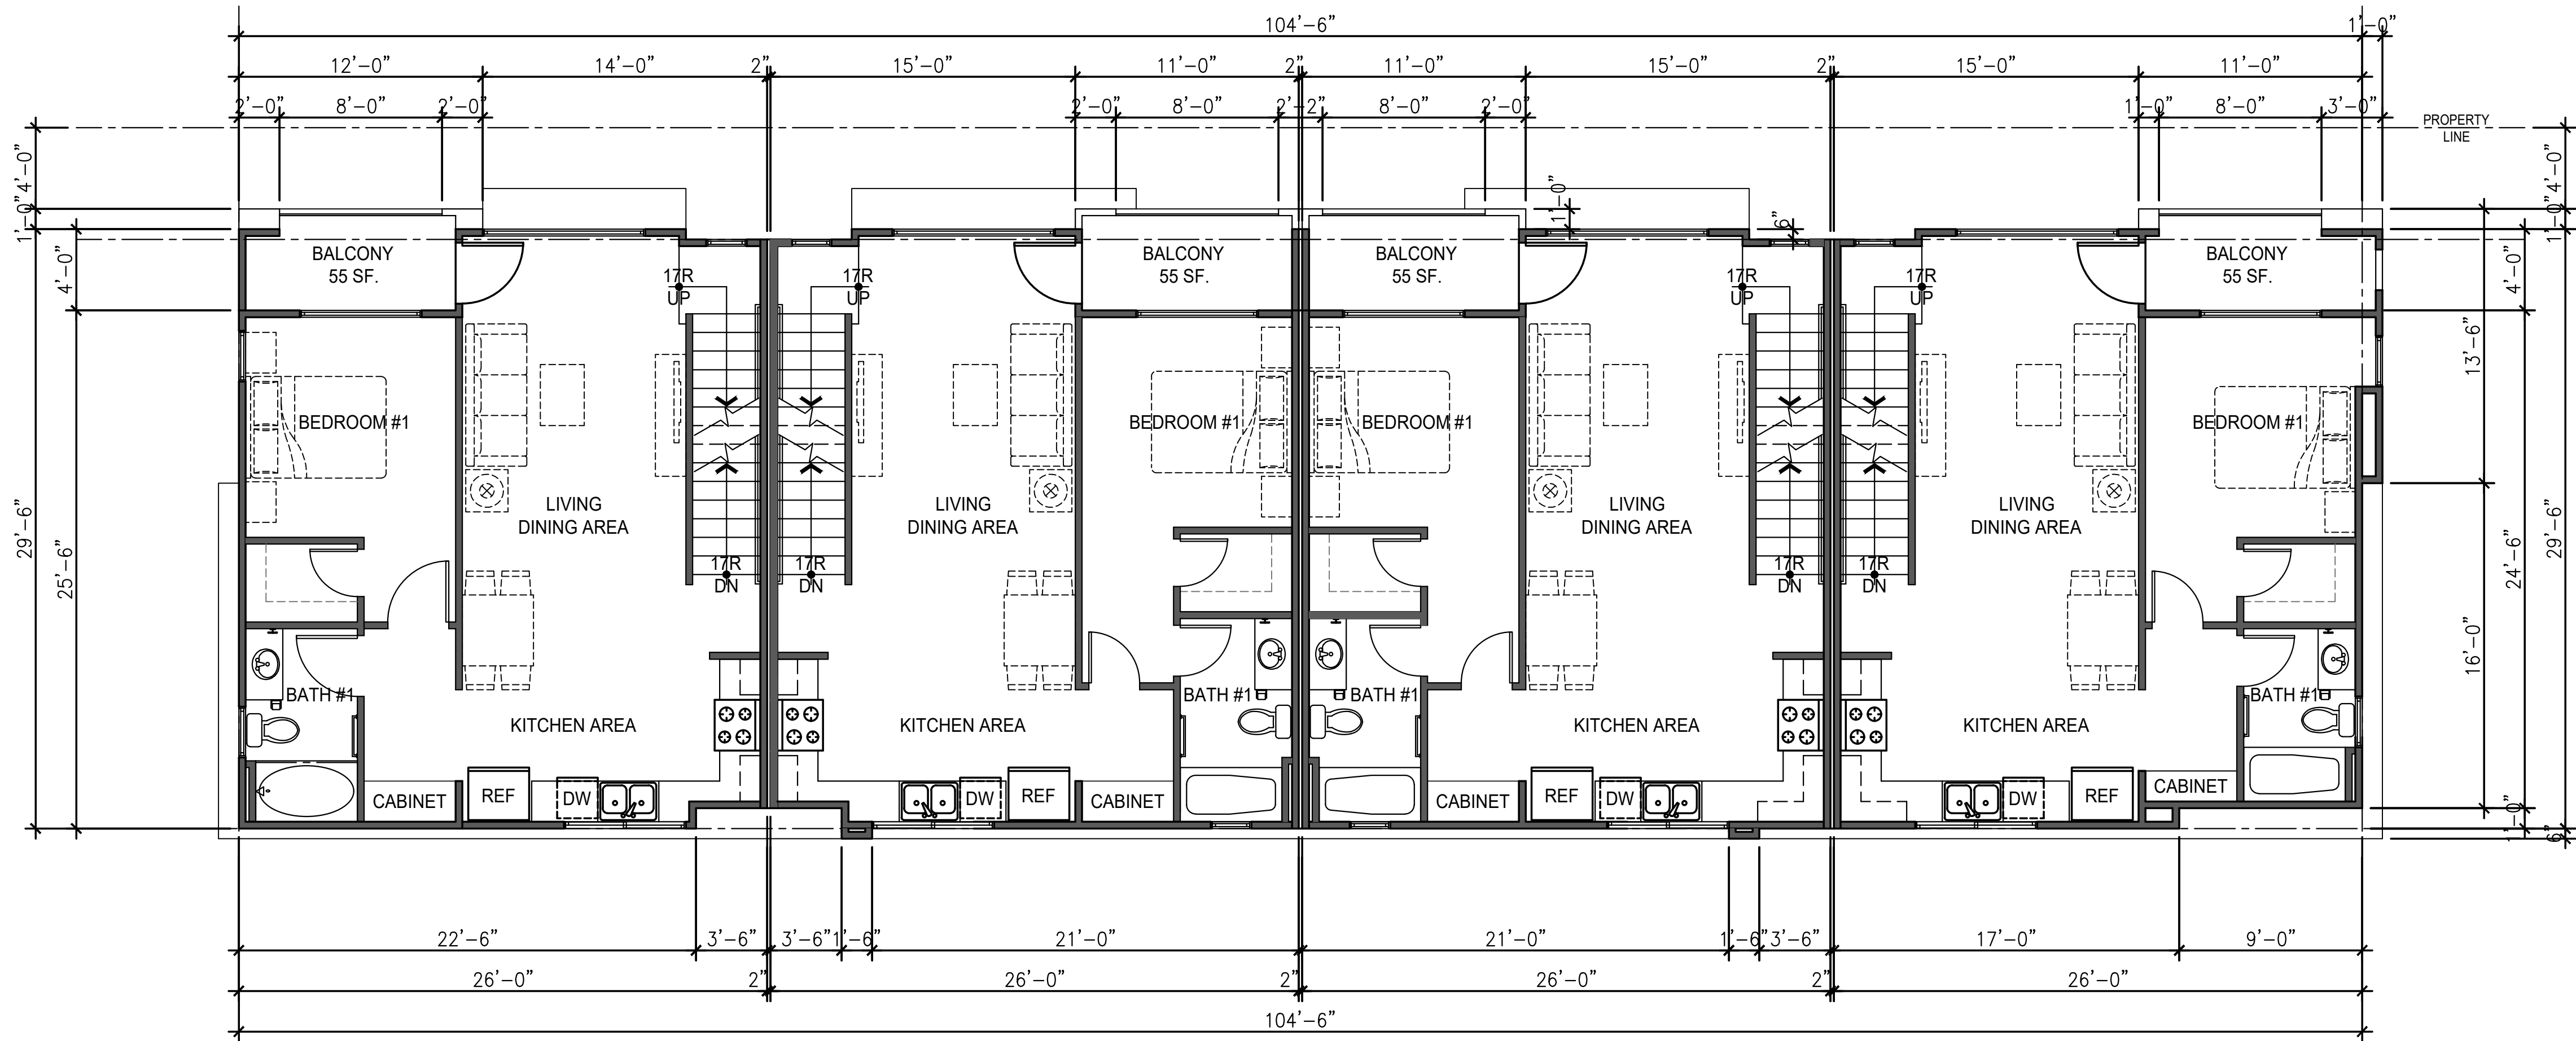 104'-6"
1'-0"
12'-0"
14'-0"
2"
15'-0"
11'-0"
2"
11'-0"
15'-0"
2"
15'-0"
11'-0"
2'-0"
8'-0"
2'-0"
2'-0"
8'-0"
2'-2"
8'-0"
2'-0"
1'-0"
8'-0"
3'-0"
PROPERTY
LINE
4'-0"
1'-0"
4'-0"
29'-6"
25'-6"
1'-0"
6"
4'-0"
1'-0"
4'-0"
13'-6"
29'-6"
24'-6"
16'-0"
1'-0"
6"
BALCONY
55 SF.
BALCONY
55 SF.
BALCONY
55 SF.
BALCONY
55 SF.
17R
UP
17R
UP
17R
UP
17R
UP
BEDROOM #1
BEDROOM #1
BEDROOM #1
BEDROOM #1
LIVING
DINING AREA
LIVING
DINING AREA
LIVING
DINING AREA
LIVING
DINING AREA
17R
DN
17R
DN
17R
DN
17R
DN
BATH #1
BATH #1
BATH #1
BATH #1
KITCHEN AREA
KITCHEN AREA
KITCHEN AREA
KITCHEN AREA
CABINET
REF
DW
DW
REF
CABINET
CABINET
REF
DW
DW
REF
CABINET
22'-6"
3'-6"
3'-6"
1'-6"
21'-0"
21'-0"
1'-6"
3'-6"
17'-0"
9'-0"
26'-0"
2"
26'-0"
2"
26'-0"
2"
26'-0"
104'-6"